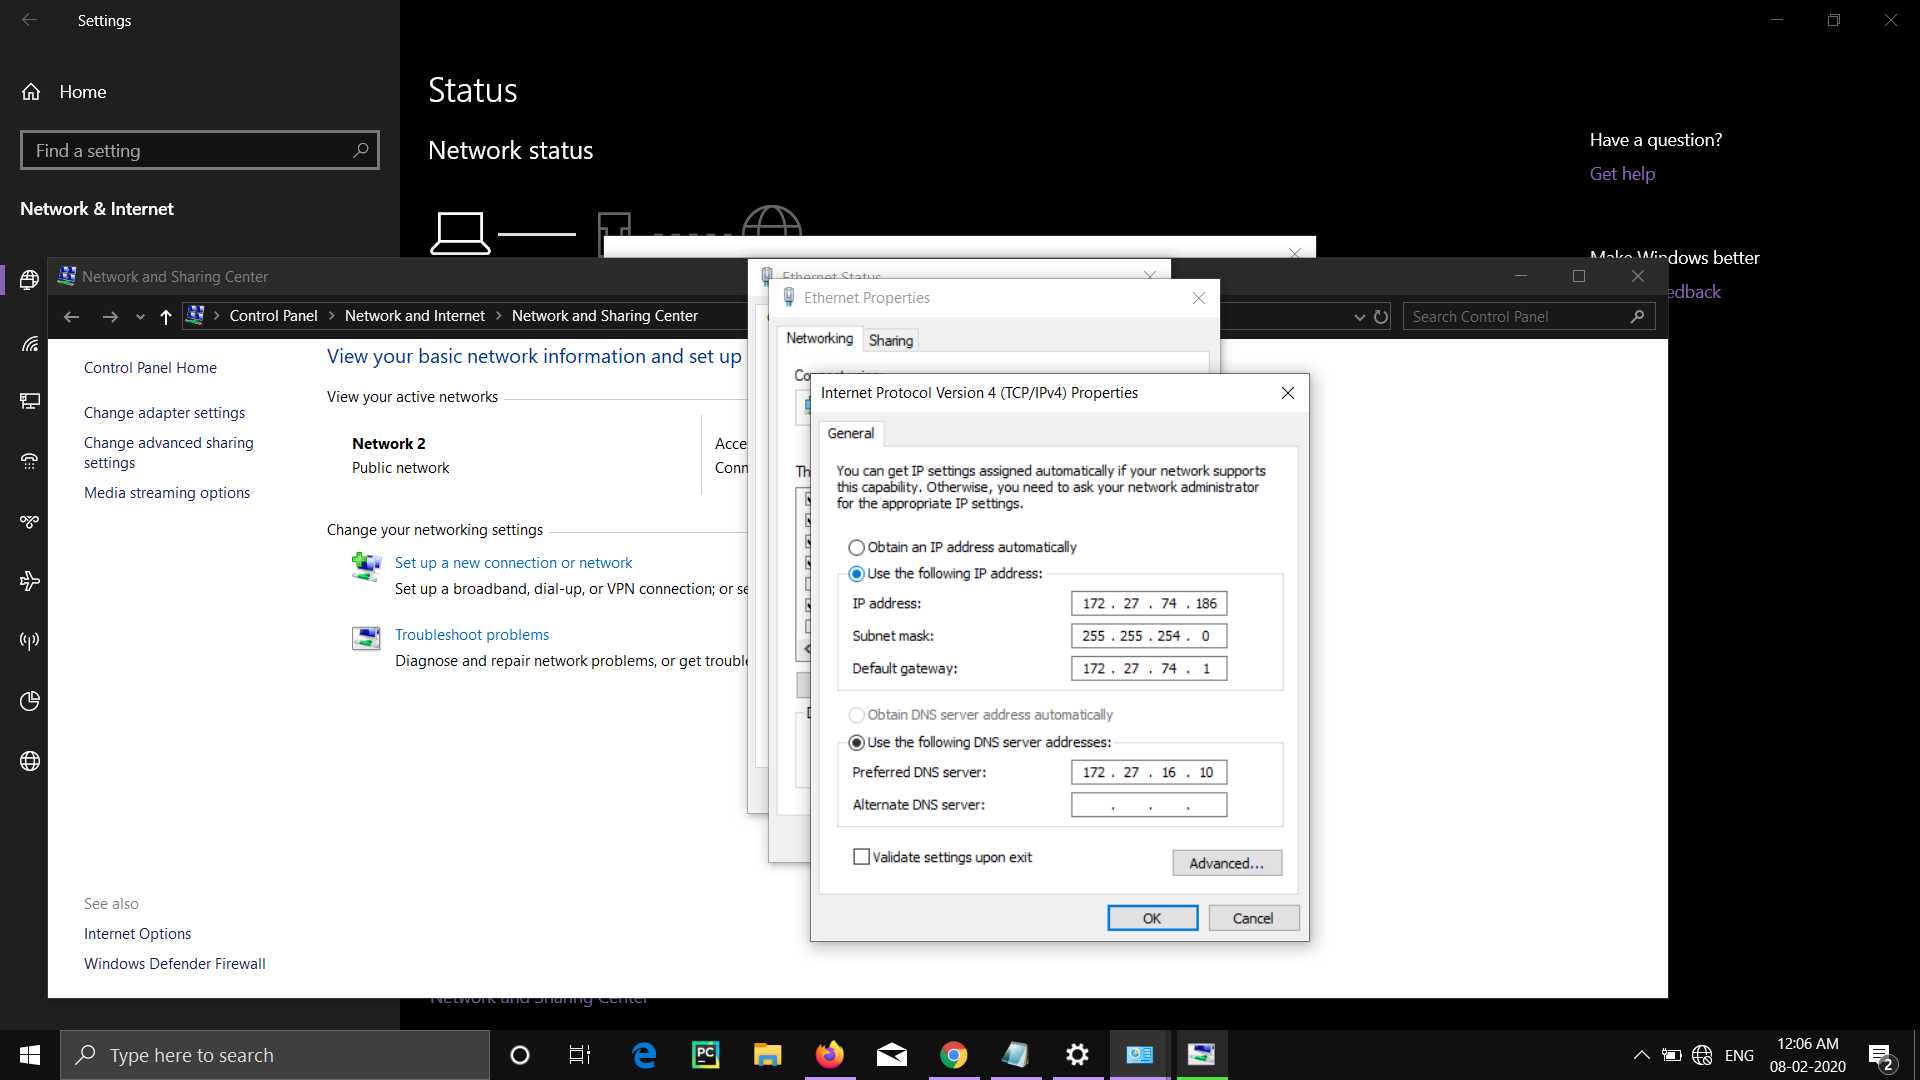 Settings
Home
Find a setting
Network & Internet
Status
Network status
Have a question?
Get help
Make Windows better
edback
Network and Sharing Center
Control Panel > Network and Internet > Network and Sharing Center
Search Control Panel
Control Panel Home
Change adapter settings
Change advanced sharing
settings
Media streaming options
See also
Internet Options
Windows Defender Firewall
View your basic network information and set up
View your active networks
Network 2
Public network
Acce
Conn
Change your networking settings
Set up a new connection or network
Set up a broadband, dial-up, or VPN connection; or se
Troubleshoot problems
Diagnose and repair network problems, or get trouble
Network and Sharing Center
Ethernet Status
Ethernet Properties
Networking
Sharing
Th
Internet Protocol Version 4 (TCP/IPv4) Properties
General
You can get IP settings assigned automatically if your network supports
this capability. Otherwise, you need to ask your network administrator
for the appropriate IP settings.
Obtain an IP address automatically
Use the following IP address:
IP address: 172 . 27 . 74 . 186
Subnet mask: 255 . 255 . 254 . 0
Default gateway: 172 . 27 . 74 . 1
Obtain DNS server address automatically
Use the following DNS server addresses:
Preferred DNS server: 172 . 27 . 16 . 10
Alternate DNS server: . . .
Validate settings upon exit
Advanced...
OK
Cancel
Type here to search
PC
ENG
12:06 AM
08-02-2020
2